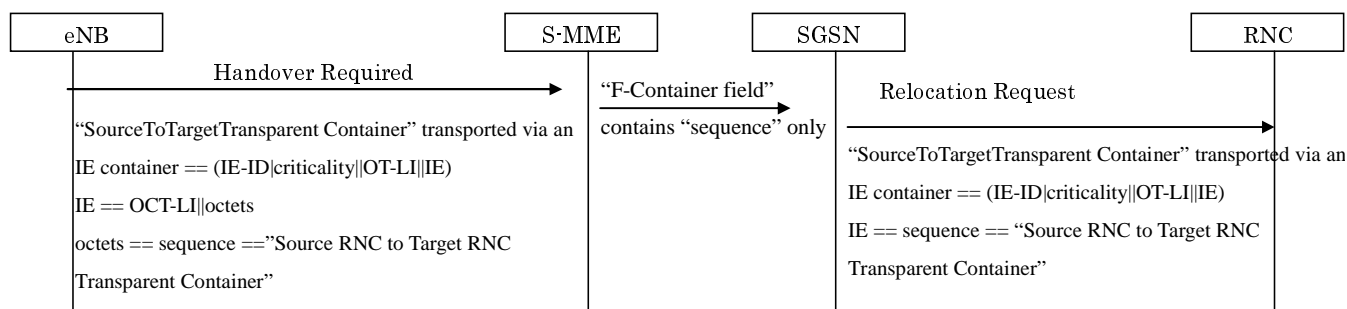 eNB
S-MME
SGSN
RNC
Handover Required
“F-Container field”
contains “sequence” only
Relocation Request
“SourceToTargetTransparent Container” transported via an
IE container == (IE-ID|criticality||OT-LI||IE)
IE == OCT-LI||octets
octets == sequence ==”Source RNC to Target RNC
Transparent Container”
“SourceToTargetTransparent Container” transported via an
IE container == (IE-ID|criticality||OT-LI||IE)
IE == sequence == “Source RNC to Target RNC
Transparent Container”